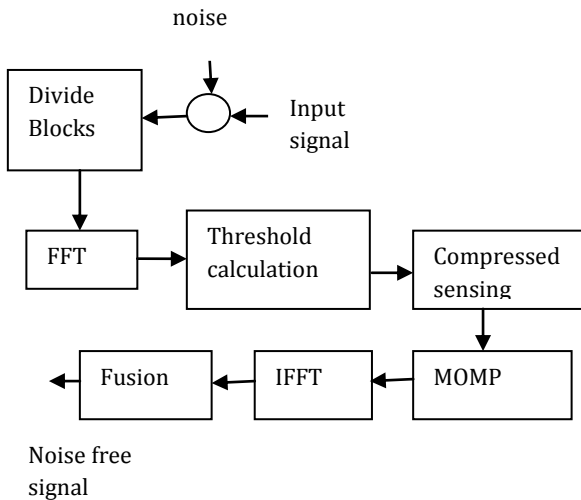 noise
Divide
Blocks
Input
signal
FFT
Threshold
calculation
Compressed
sensing
MOMP
IFFT
Fusion
Noise free
signal